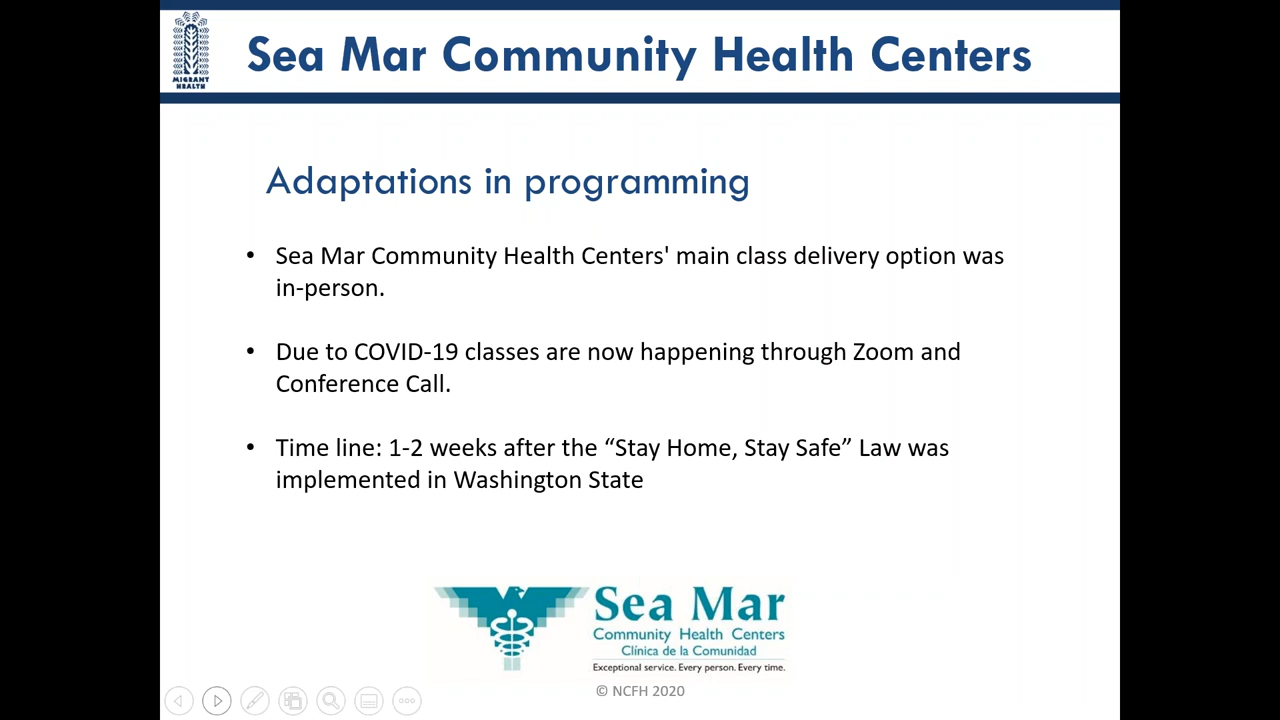 MIGRANT
HEALTH
Sea Mar Community Health Centers
Adaptations in programming
• Sea Mar Community Health Centers' main class delivery option was
in-person.
• Due to COVID-19 classes are now happening through Zoom and
Conference Call.
• Time line: 1-2 weeks after the “Stay Home, Stay Safe” Law was
implemented in Washington State
Sea Mar
Community Health Centers
Clínica de la Comunidad
Exceptional service. Every person. Every time.
© NCFH 2020